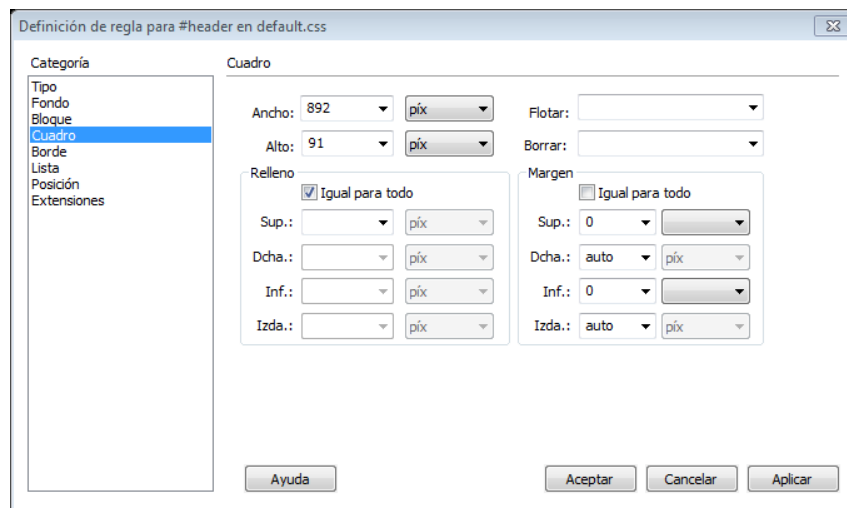 Definición de regla para #header en default.css
Categoría
Tipo
Fondo
Bloque
Cuadro
Borde
Lista
Posición
Extensiones
Cuadro
Ancho: 892 píx Flotar:
Alto: 91 píx Borrar:
Relleno
Igual para todo
Sup.: píx
Dcha.: píx
Inf.: píx
Izda.: píx
Margen
Igual para todo
Sup.: 0
Dcha.: auto píx
Inf.: 0
Izda.: auto píx
Ayuda Aceptar Cancelar Aplicar